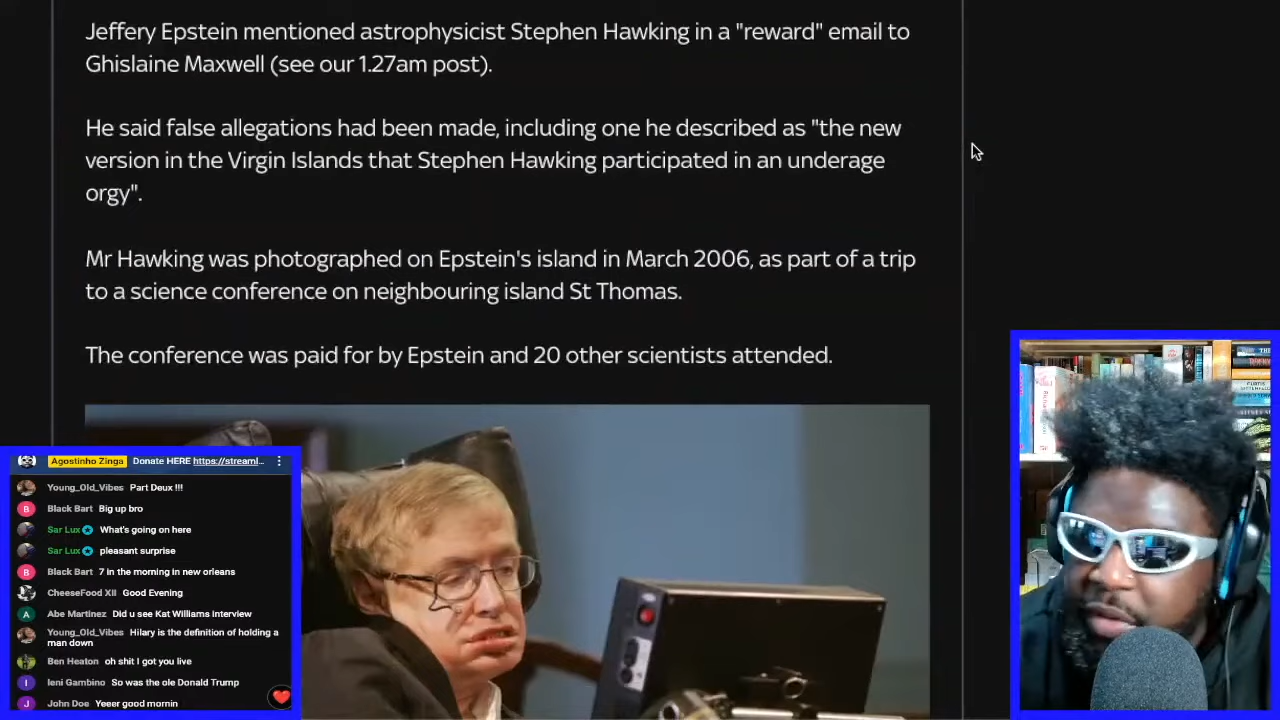 Jeffery Epstein mentioned astrophysicist Stephen Hawking in a "reward" email to
Ghislaine Maxwell (see our 1.27am post).
He said false allegations had been made, including one he described as "the new
version in the Virgin Islands that Stephen Hawking participated in an underage
orgy".
Mr Hawking was photographed on Epstein's island in March 2006, as part of a trip
to a science conference on neighbouring island St Thomas.
The conference was paid for by Epstein and 20 other scientists attended.
Agostinho Zinga Donate HERE https://streaml...
Young_Old_Vibes Part Deux !!!
B Black Bart Big up bro
Sar Lux What's going on here
Sar Lux pleasant surprise
B Black Bart 7 in the morning in new orleans
CheeseFood XII Good Evening
A Abe Martinez Did u see Kat Williams interview
Young_Old_Vibes Hilary is the definition of holding a
man down
Ben Heaton oh shit I got you live
I Ieni Gambino So was the ole Donald Trump
J John Doe Yeeer good mornin